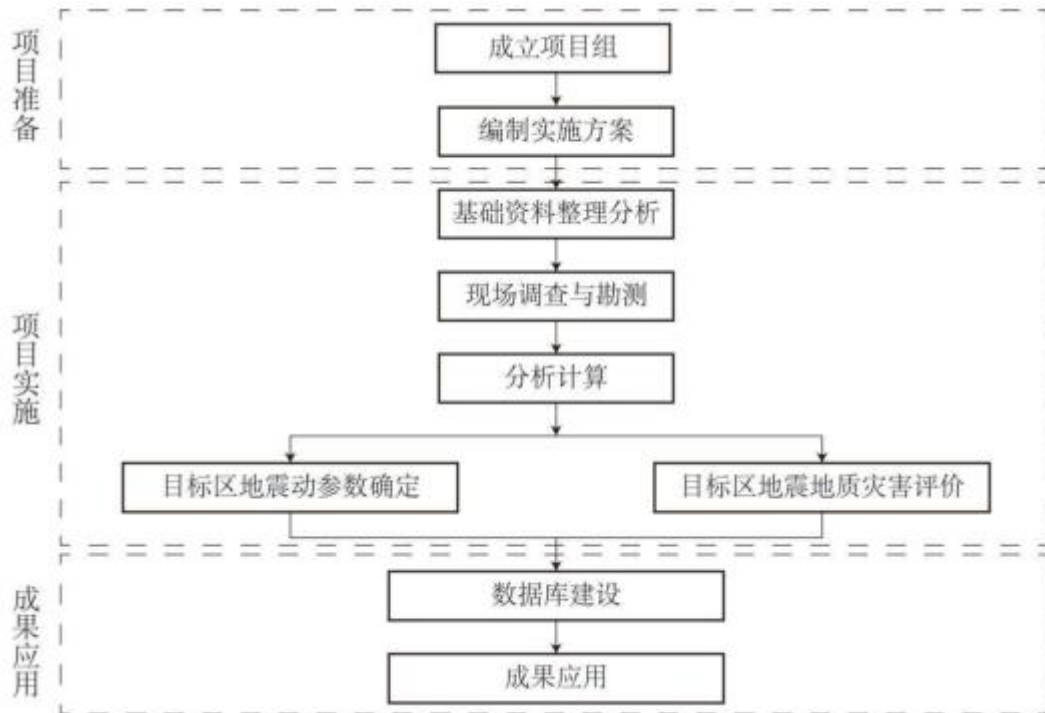 项目准备
成立项目组
编制实施方案
项目实施
基础资料整理分析
现场调查与勘测
分析计算
目标区地震动参数确定
目标区地震地质灾害评价
成果应用
数据库建设
成果应用